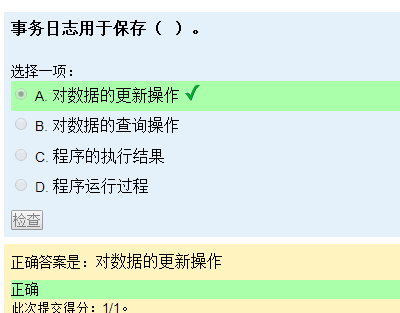 事务日志用于保存（ ）。
选择一项：
A. 对数据的更新操作 ✓
B. 对数据的查询操作
C. 程序的执行结果
D. 程序运行过程
检查
正确答案是：对数据的更新操作
正确
此次提交得分：1/1。